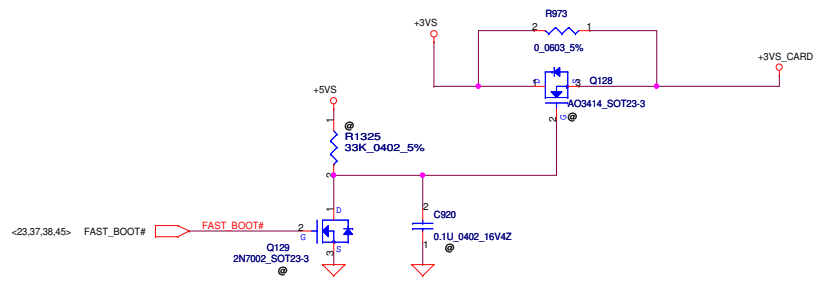 R973
+3VS
2
1
0_0603_5%
+3VS_CARD
1
D
S
3
Q128
+5VS
AO3414_SOT23-3
2
G
@
1
@
R1325
33K_0402_5%
2
1
D
2
C920
<23,37,38,45>
FAST_BOOT#
FAST_BOOT#
2
G
0.1U_0402_16V4Z
1
@
Q129
S
3
2N7002_SOT23-3
@